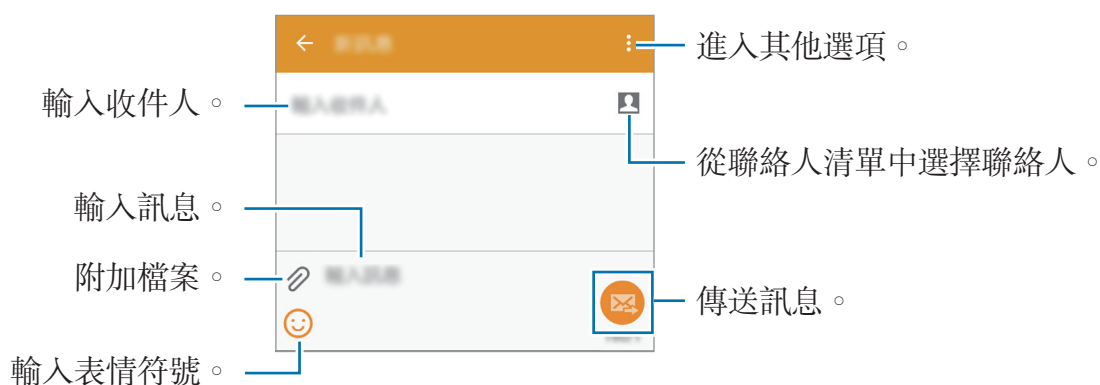 進入其他選項。
輸入收件人。
從聯絡人清單中選擇聯絡人。
輸入訊息。
附加檔案。
傳送訊息。
輸入表情符號。